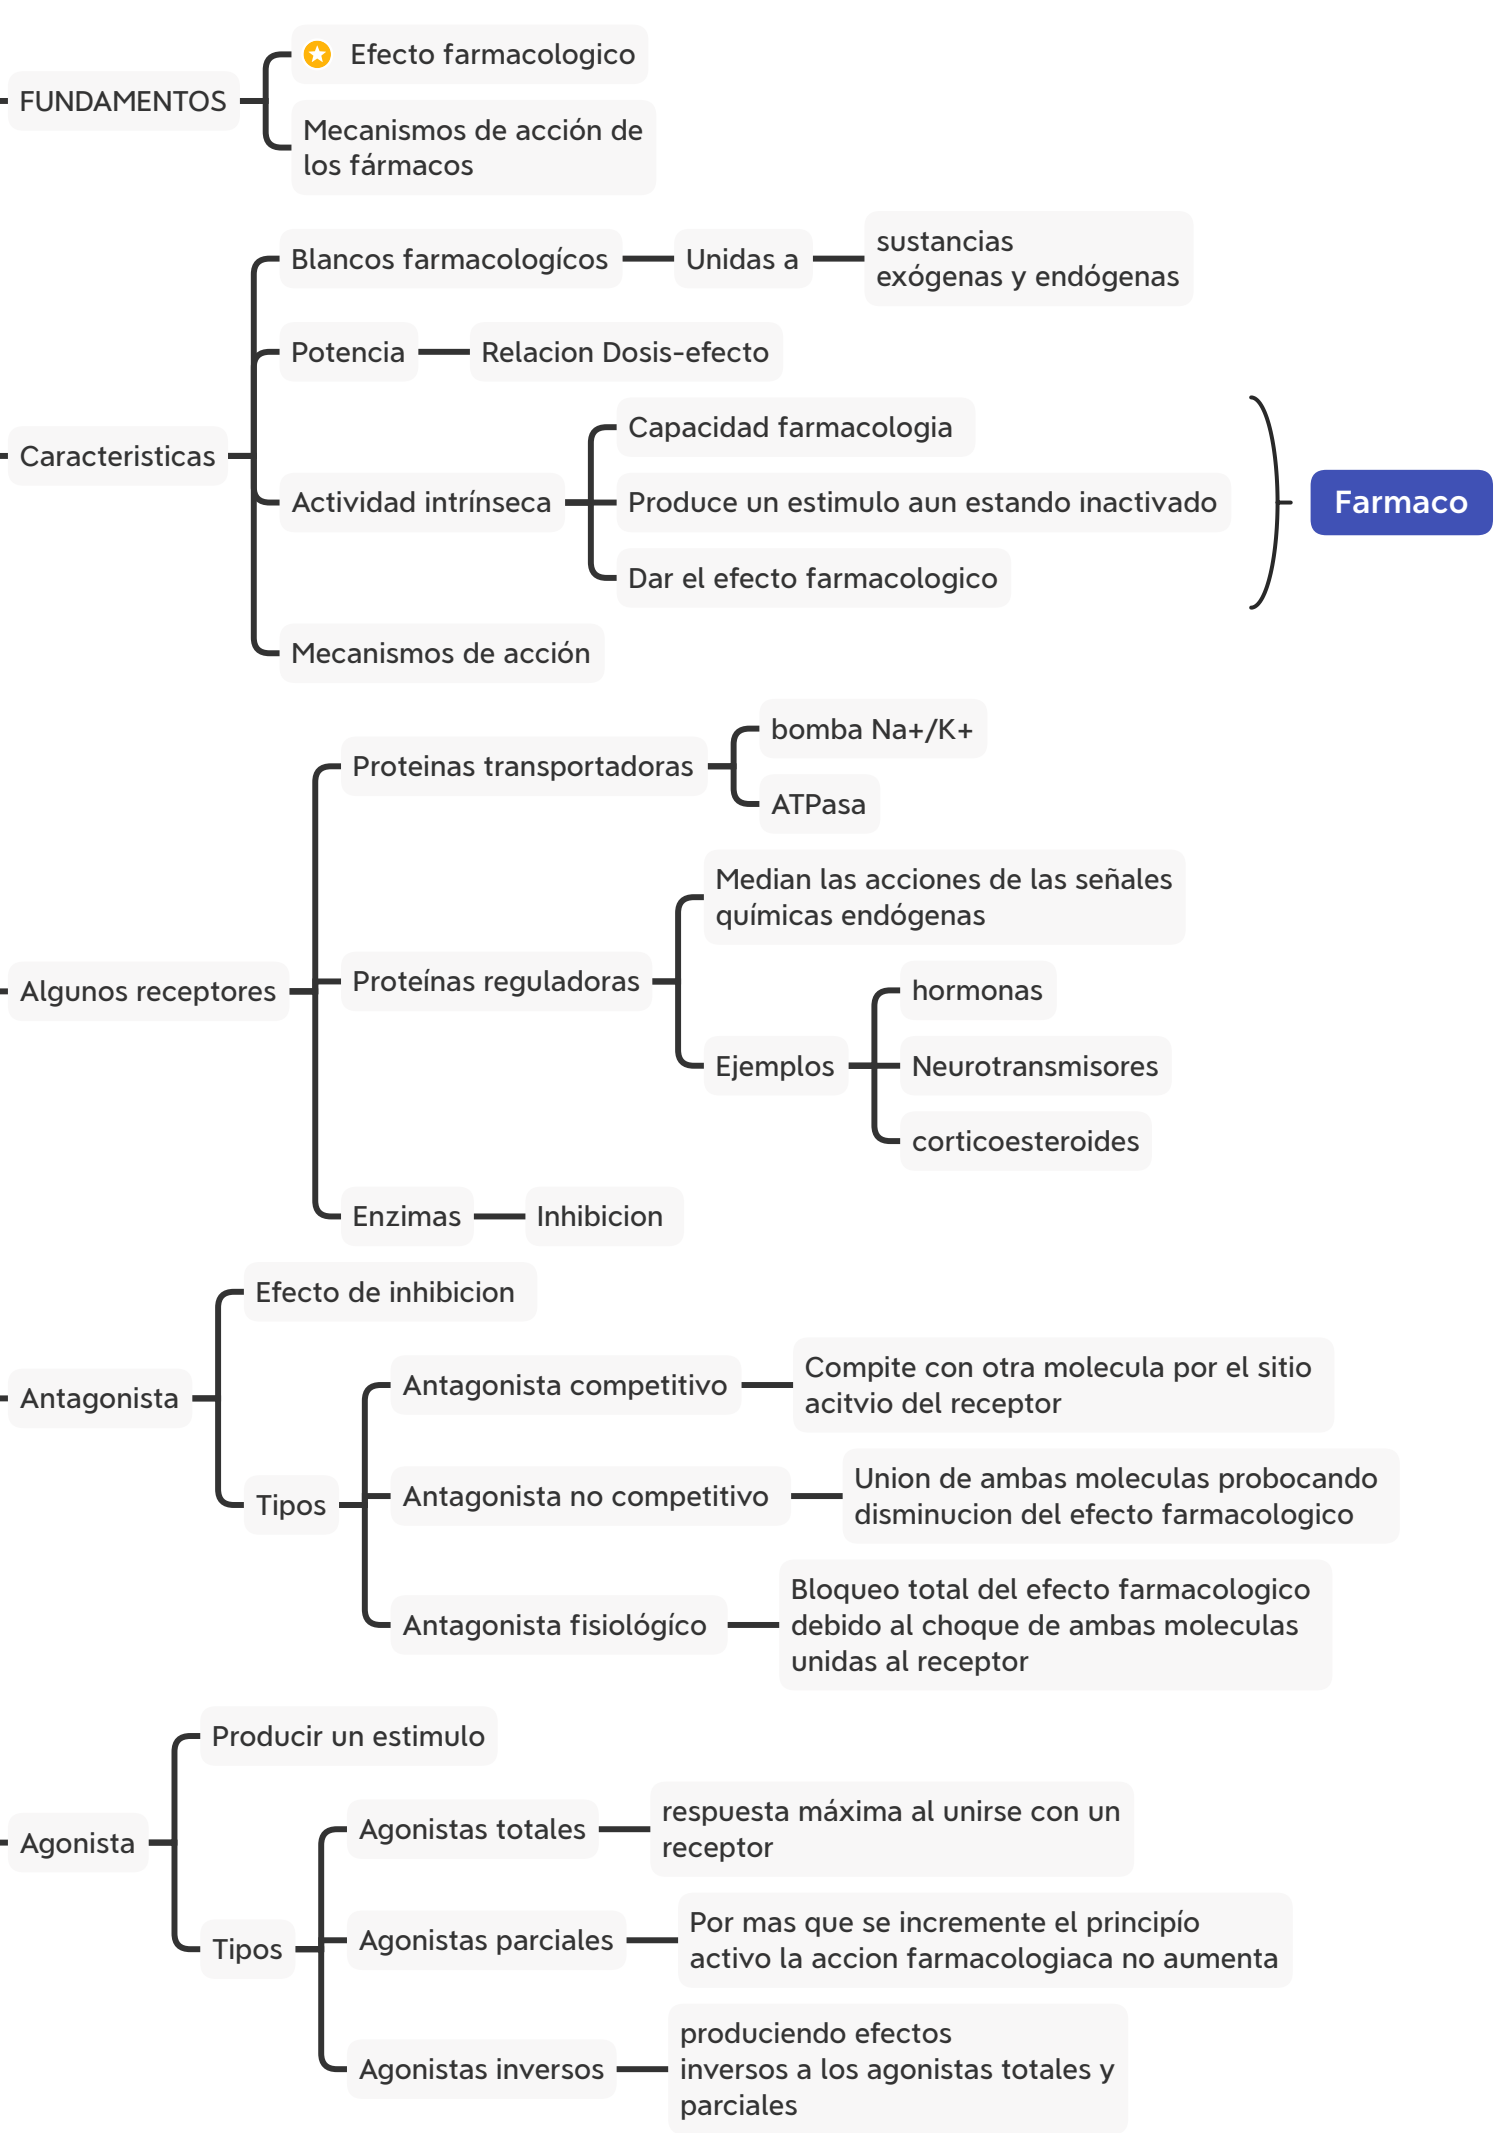 FUNDAMENTOS
Efecto farmacologico
Mecanismos de acción de
los fármacos
Caracteristicas
Blancos farmacologícos
Unidas a
sustancias
exógenas y endógenas
Potencia
Relacion Dosis-efecto
Actividad intrínseca
Capacidad farmacologia
Produce un estimulo aun estando inactivado
Dar el efecto farmacologico
Farmaco
Mecanismos de acción
Algunos receptores
Proteinas transportadoras
bomba Na+/K+
ATPasa
Proteínas reguladoras
Median las acciones de las señales
químicas endógenas
Ejemplos
hormonas
Neurotransmisores
corticoesteroides
Enzimas
Inhibicion
Antagonista
Efecto de inhibicion
Tipos
Antagonista competitivo
Compite con otra molecula por el sitio
acitvio del receptor
Antagonista no competitivo
Union de ambas moleculas probocando
disminucion del efecto farmacologico
Antagonista fisiológíco
Bloqueo total del efecto farmacologico
debido al choque de ambas moleculas
unidas al receptor
Agonista
Producir un estimulo
Tipos
Agonistas totales
respuesta máxima al unirse con un
receptor
Agonistas parciales
Por mas que se incremente el principío
activo la accion farmacologiaca no aumenta
Agonistas inversos
produciendo efectos
inversos a los agonistas totales y
parciales